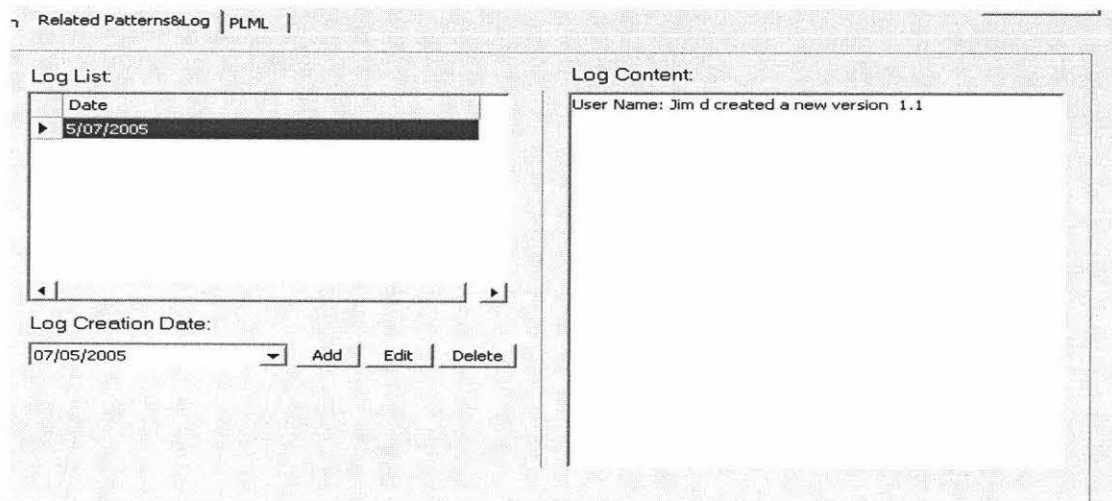 Related Patterns&Log PLML
Log List:
Date
5/07/2005
Log Creation Date:
07/05/2005
Add Edit Delete
Log Content:
User Name: Jim d created a new version 1.1